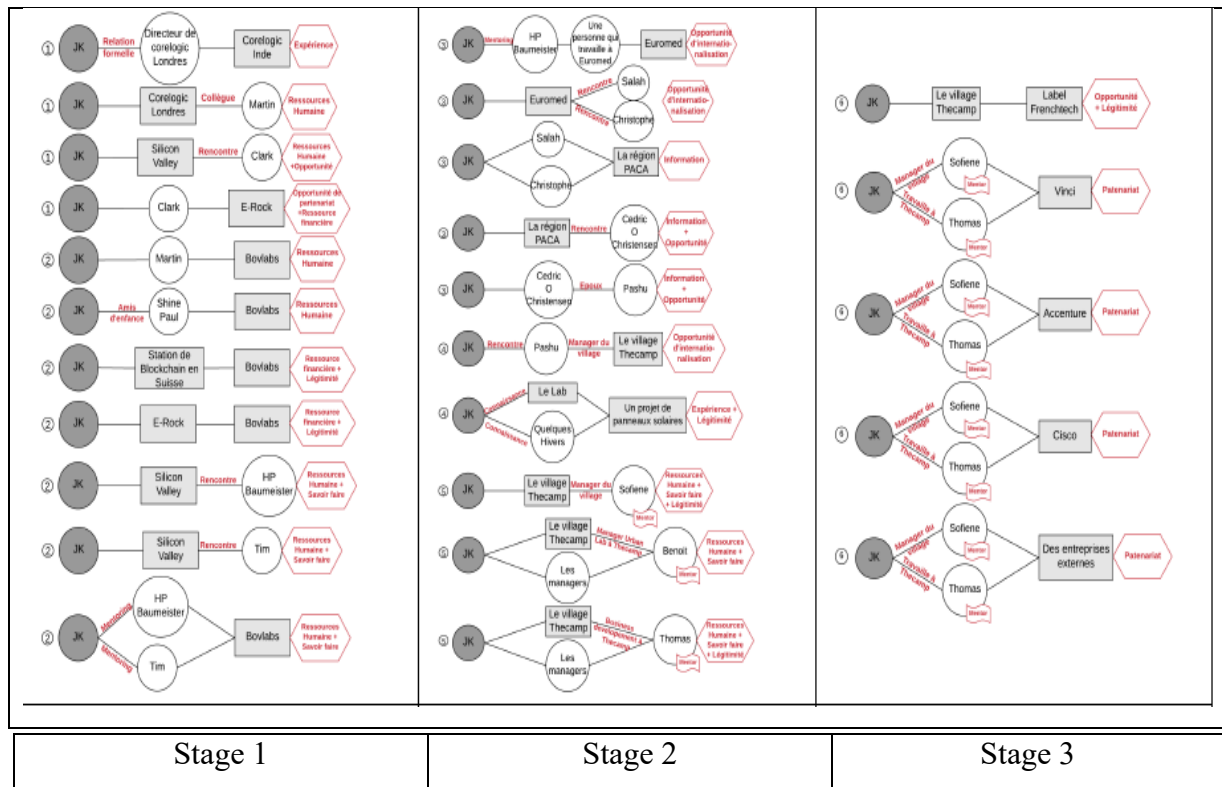 ① JK Relation formelle Directeur de corelogic Londres Corelogic Inde Expérience
① JK Corelogic Londres Collègue Martin Ressources Humaine
① JK Silicon Valley Rencontre Clark Ressources Humaine +Opportunité
① JK Clark E-Rock Opportunité de partenariat +Ressource financière
② JK Martin Bovlabs Ressources Humaine
② JK Amis d'enfance Shine Paul Bovlabs Ressources Humaine
② JK Station de Blockchain en Suisse Bovlabs Ressource financière + Légitimité
② JK E-Rock Bovlabs Ressource financière + Légitimité
② JK Silicon Valley Rencontre HP Baumeister Ressources Humaine + Savoir faire
② JK Silicon Valley Rencontre Tim Ressources Humaine + Savoir faire
② JK Mentoring HP Baumeister Mentoring Tim Bovlabs Ressources Humaine + Savoir faire
③ JK Mentoring HP Baumeister Une personne qui travaille à Euromed Euromed Opportunité d'internatio-nalisation
③ JK Euromed Rencontre Salah Rencontre Christophe Opportunité d'internatio-nalisation
③ JK Salah Christophe La région PACA Information
③ JK La région PACA Rencontre Cedric O Christensen Information + Opportunité
③ JK Cedric O Christensen Epoux Pashu Information + Opportunité
④ JK Rencontre Pashu Manager du village Le village Thecamp Opportunité d'internatio-nalisation
④ JK Connaissance Le Lab Connaissance Quelques Hivers Un projet de panneaux solaires Expérience + Légitimité
⑤ JK Le village Thecamp Manager du village Sofiene Mentor Ressources Humaine + Savoir faire + Légitimité
⑤ JK Le village Thecamp Manager Urban Lab à Thecamp Les managers Benoit Mentor Ressources Humaine + Savoir faire
⑤ JK Le village Thecamp Business developement à Thecamp Les managers Thomas Mentor Ressources Humaine + Savoir faire + Légitimité
⑥ JK Le village Thecamp Label Frenchtech Opportunité + Légitimité
⑥ JK Manager du village Sofiene Mentor Travaille à Thecamp Thomas Mentor Vinci Patenariat
⑥ JK Manager du village Sofiene Mentor Travaille à Thecamp Thomas Mentor Accenture Patenariat
⑥ JK Manager du village Sofiene Mentor Travaille à Thecamp Thomas Mentor Cisco Patenariat
⑥ JK Manager du village Sofiene Mentor Travaille à Thecamp Thomas Mentor Des entreprises externes Patenariat
Stage 1 Stage 2 Stage 3